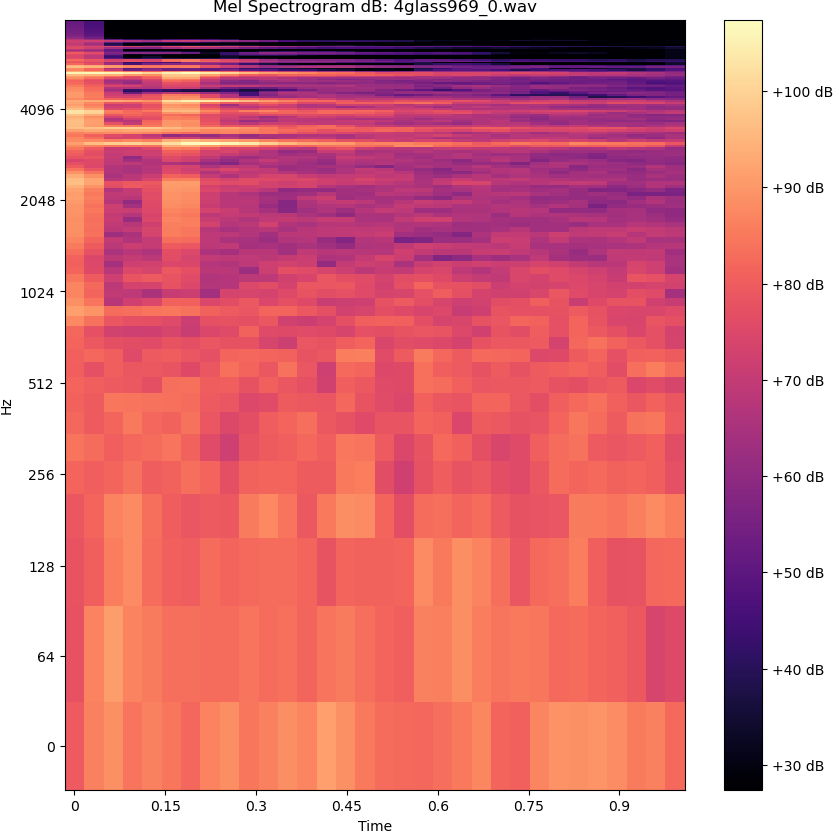 Mel Spectrogram dB: 4glass969_0.wav
4096
2048
1024
512
256
128
64
0
Hz
0
0.15
0.3
0.45
0.6
0.75
0.9
Time
+100 dB
+90 dB
+80 dB
+70 dB
+60 dB
+50 dB
+40 dB
+30 dB